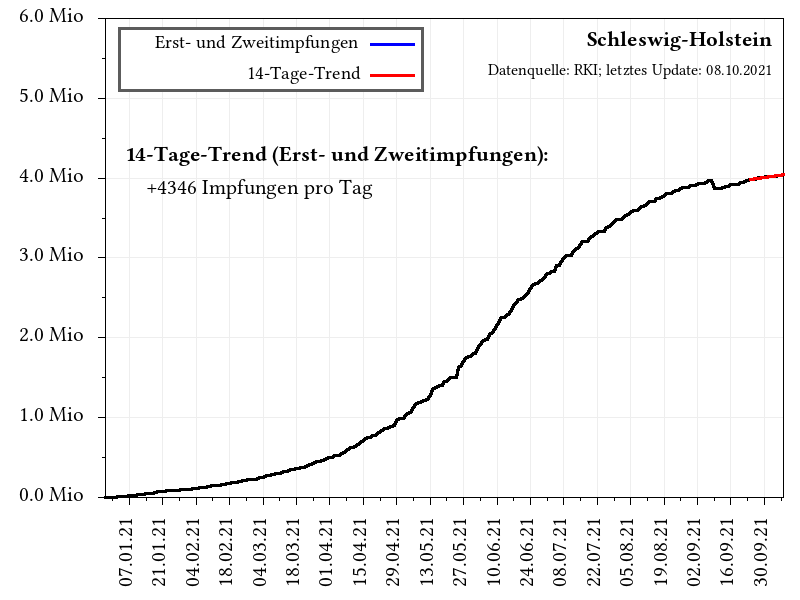 6.0 Mio
5.0 Mio
4.0 Mio
3.0 Mio
2.0 Mio
1.0 Mio
0.0 Mio
Erst- und Zweitimpfungen
14-Tage-Trend
Schleswig-Holstein
Datenquelle: RKI; letztes Update: 08.10.2021
14-Tage-Trend (Erst- und Zweitimpfungen):
+4346 Impfungen pro Tag
07.01.21
21.01.21
04.02.21
18.02.21
04.03.21
18.03.21
01.04.21
15.04.21
29.04.21
13.05.21
27.05.21
10.06.21
24.06.21
08.07.21
22.07.21
05.08.21
19.08.21
02.09.21
16.09.21
30.09.21